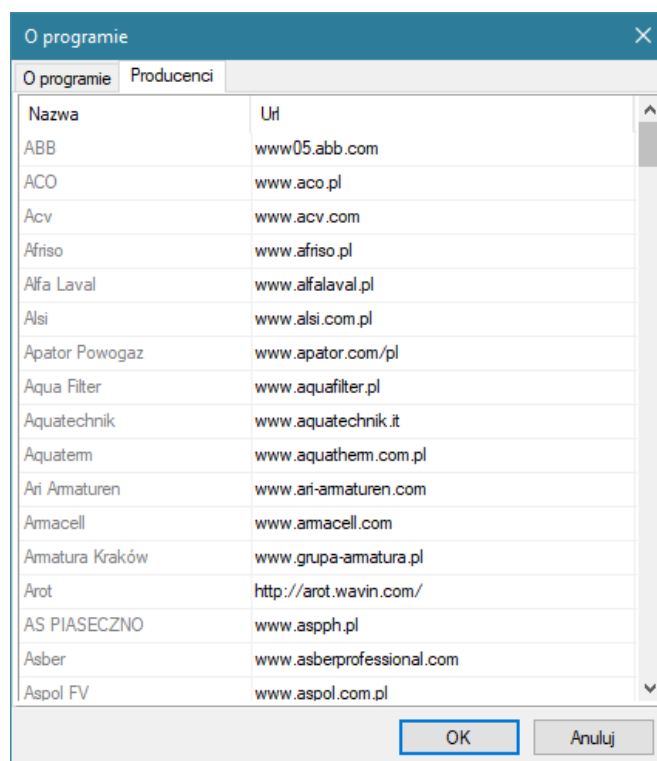 O programie
O programie Producenci
Nazwa Url
ABB www05.abb.com
ACO www.aco.pl
Acv www.acv.com
Afriso www.afriso.pl
Alfa Laval www.alfalaval.pl
Alsi www.alsi.com.pl
Apator Powogaz www.apator.com/pl
Aqua Filter www.aquafilter.pl
Aquatechnik www.aquatechnik.it
Aquaterm www.aquatherm.com.pl
Ari Armaturen www.ari-armaturen.com
Armacell www.armacell.com
Armatura Kraków www.grupa-armatura.pl
Arot http://arot.wavin.com/
AS PIASECZNO www.aspph.pl
Asber www.asberprofessional.com
Aspol FV www.aspol.com.pl
OK Anuluj